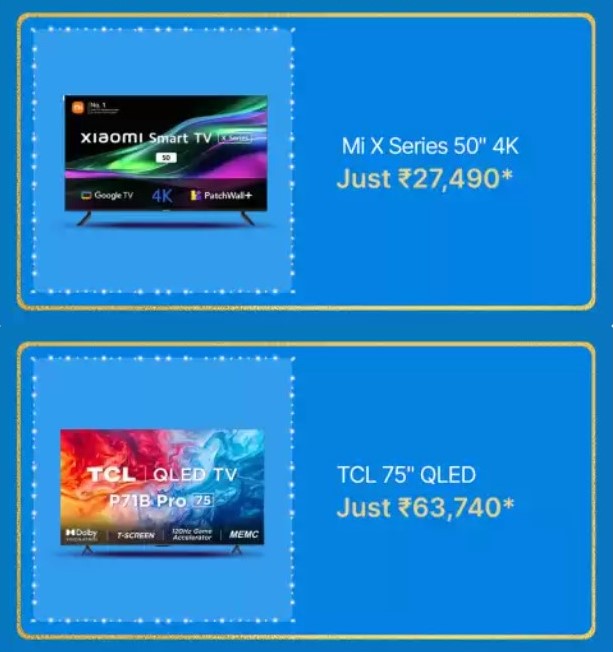 mi No. 1
xiaomi Smart TV X Series
50
Google TV 4K PatchWall+
Mi X Series 50" 4K
Just ₹27,490*
TCL QLED TV
P71B Pro 75
Dolby
T-SCREEN
120Hz Game
Accelerator
MEMC
TCL 75" QLED
Just ₹63,740*